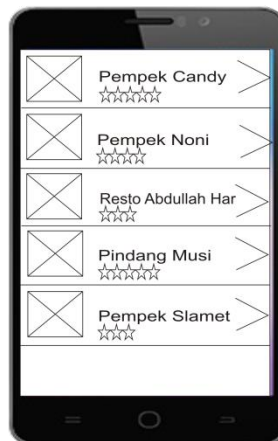 Pempek Candy
Pempek Noni
Resto Abdullah Har
Pindang Musi
Pempek Slamet